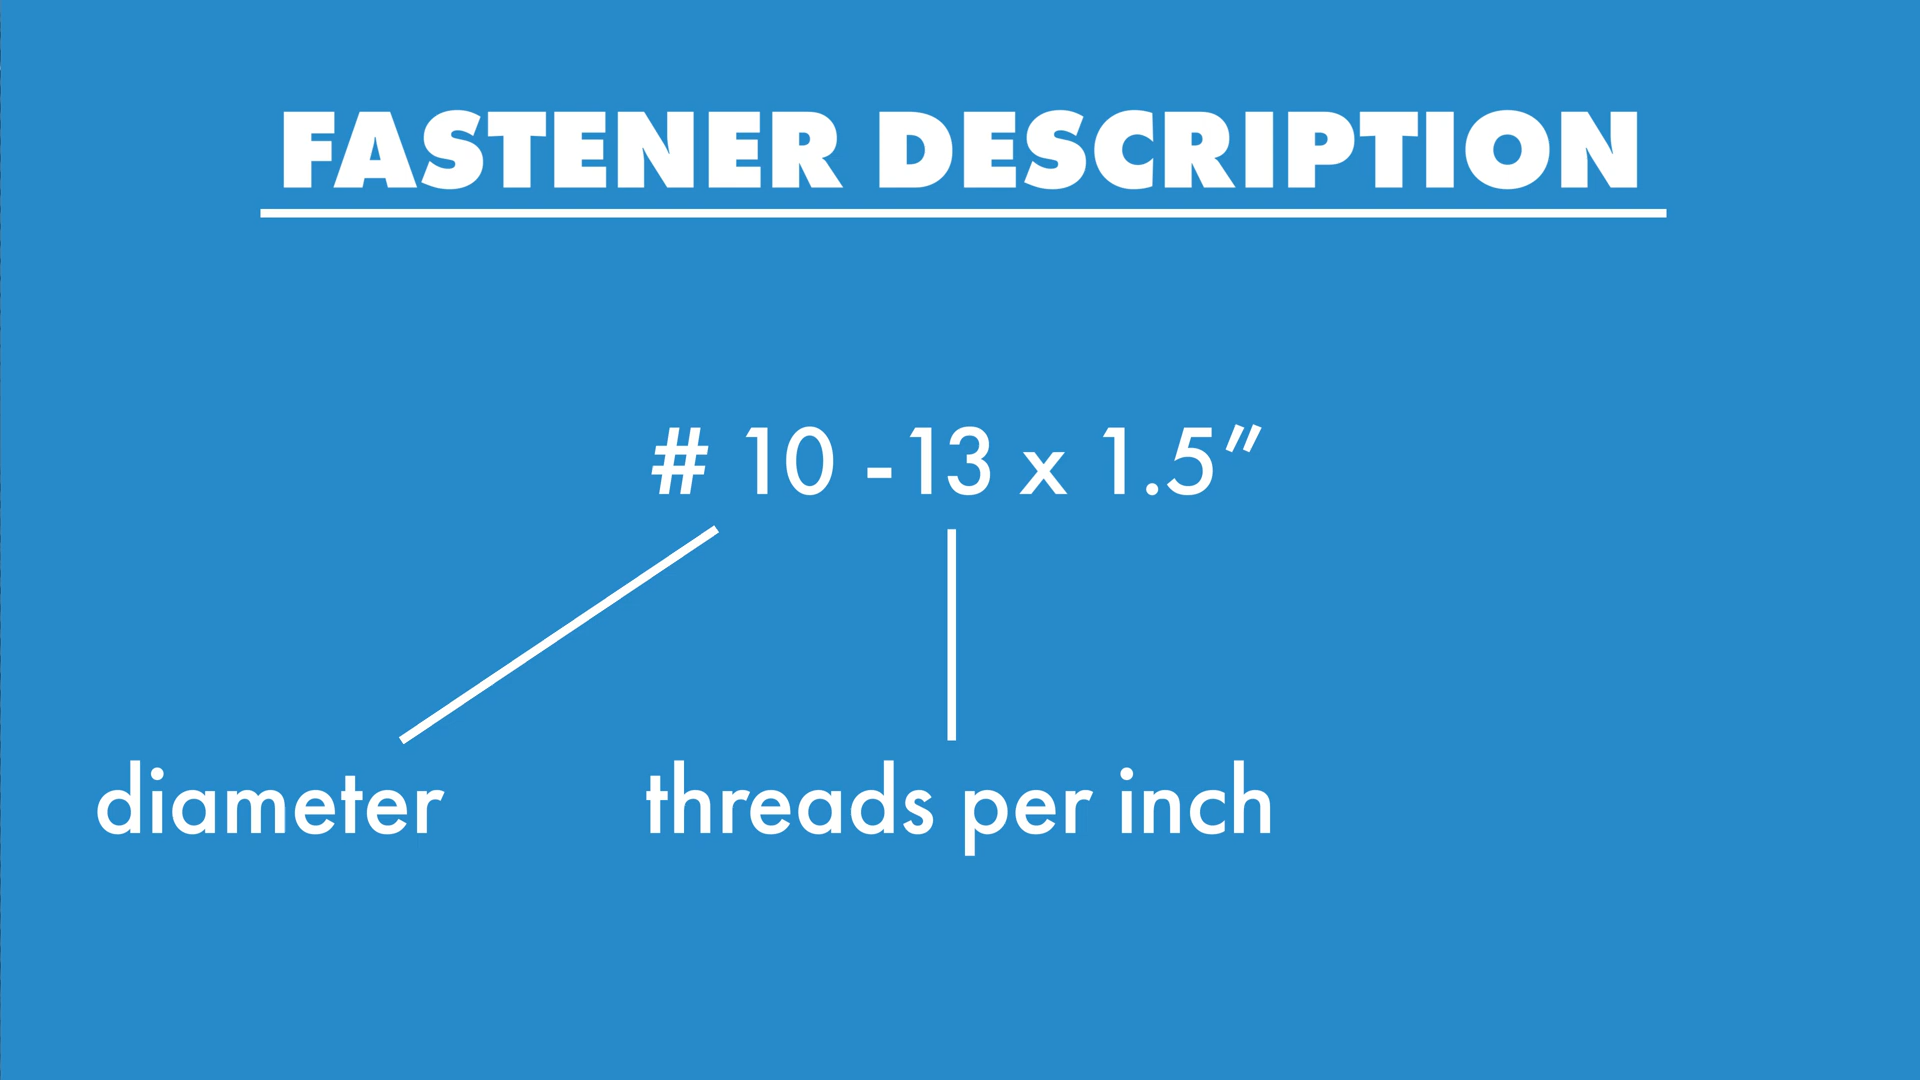 FASTENER DESCRIPTION
# 10 -13 x 1.5”
diameter threads per inch